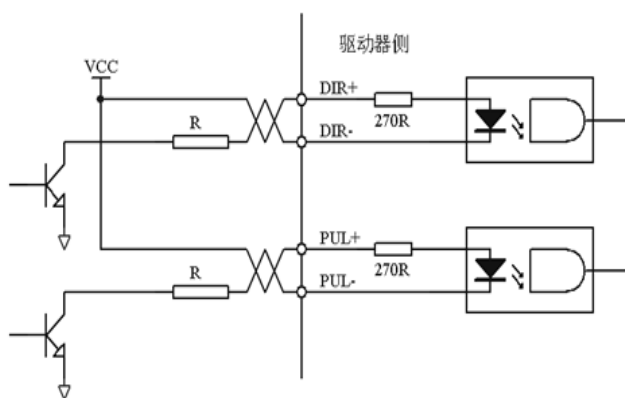 驱动器侧
VCC
DIR+
R
270R
DIR-
PUL+
R
270R
PUL-